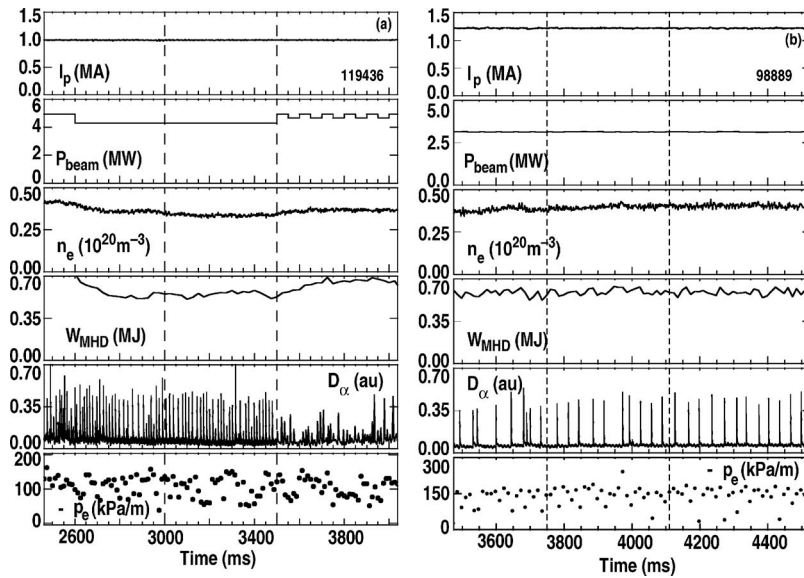 1.5
(a)
1.0
0.5
I_p (MA)
119436
0.0
6
4
2
P_beam (MW)
0
0.50
0.25
n_e (10^20 m^–3)
0.00
0.70
0.35
W_MHD (MJ)
0.00
0.70
D_α (au)
0.35
0.00
200
100
- p_e (kPa/m)
0
2600 3000 3400 3800
Time (ms)
1.5
(b)
1.0
0.5
I_p (MA)
98889
0.0
5.0
2.5
P_beam (MW)
0.0
0.50
0.25
n_e (10^20 m^–3)
0.00
0.70
0.35
W_MHD (MJ)
0.00
0.70
D_α (au)
0.35
0.00
300
- p_e (kPa/m)
150
0
3600 4000 4200 4400
Time (ms)